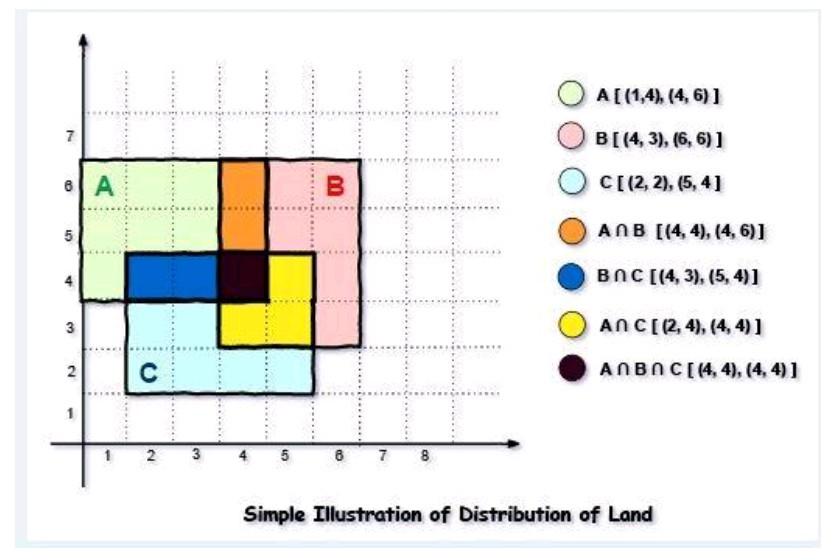 7
6
5
4
3
2
1
A
B
C
1 2 3 4 5 6 7 8
A [ (1,4), (4, 6) ]
B [ (4, 3), (6, 6) ]
C [ (2, 2), (5, 4 ]
A ∩ B [ (4, 4), (4, 6) ]
B ∩ C [ (4, 3), (5, 4) ]
A ∩ C [ (2, 4), (4, 4) ]
A ∩ B ∩ C [ (4, 4), (4, 4) ]
Simple Illustration of Distribution of Land